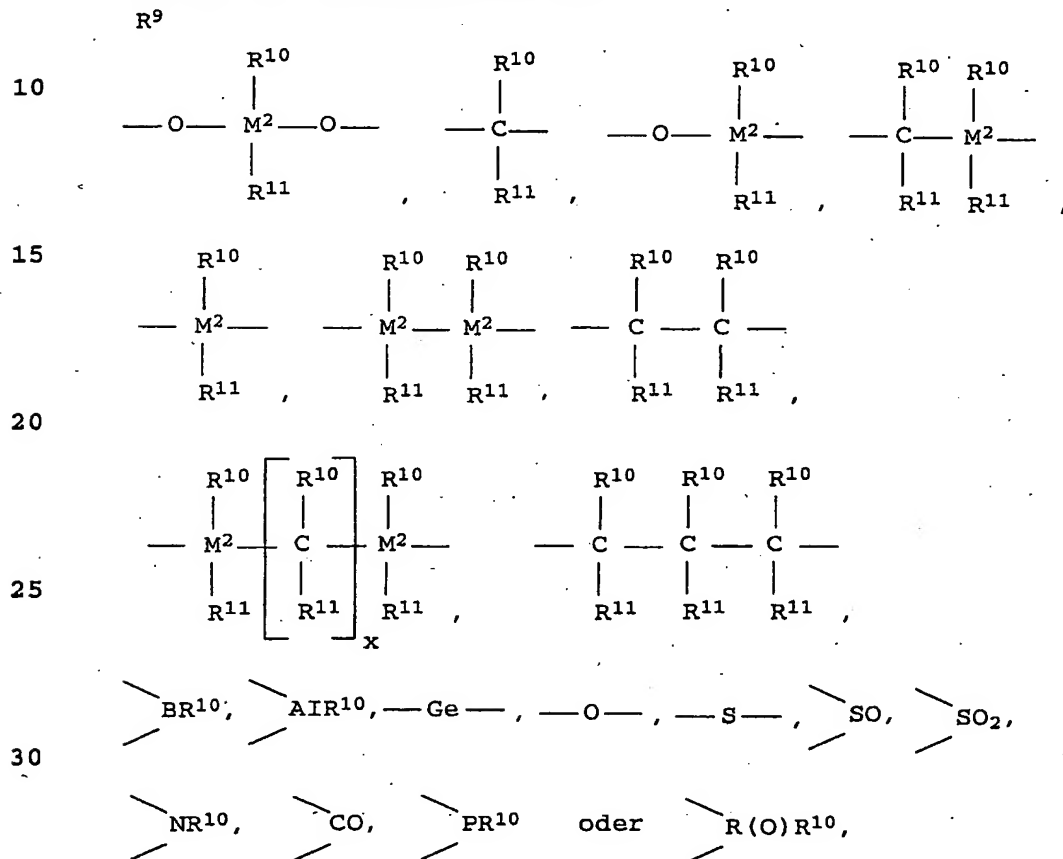 R⁹
R¹⁰ R¹⁰ R¹⁰ R¹⁰ R¹⁰
10
—O—M²—O— —C— —O—M²— —C—M²—
R¹¹ , R¹¹ , R¹¹ , R¹¹ R¹¹ ,
15
R¹⁰ R¹⁰ R¹⁰ R¹⁰ R¹⁰
—M²— —M²—M²— —C—C—
R¹¹ , R¹¹ R¹¹ , R¹¹ R¹¹ ,
20
R¹⁰ R¹⁰ R¹⁰ R¹⁰ R¹⁰ R¹⁰
—M²—[C]—M²— —C—C—C—
25
R¹¹ R¹¹ R¹¹ , R¹¹ R¹¹ R¹¹ ,
x
BR¹⁰, AIR¹⁰, —Ge— , —O— , —S— , SO, SO₂,
30
NR¹⁰, CO, PR¹⁰ oder R(O)R¹⁰,